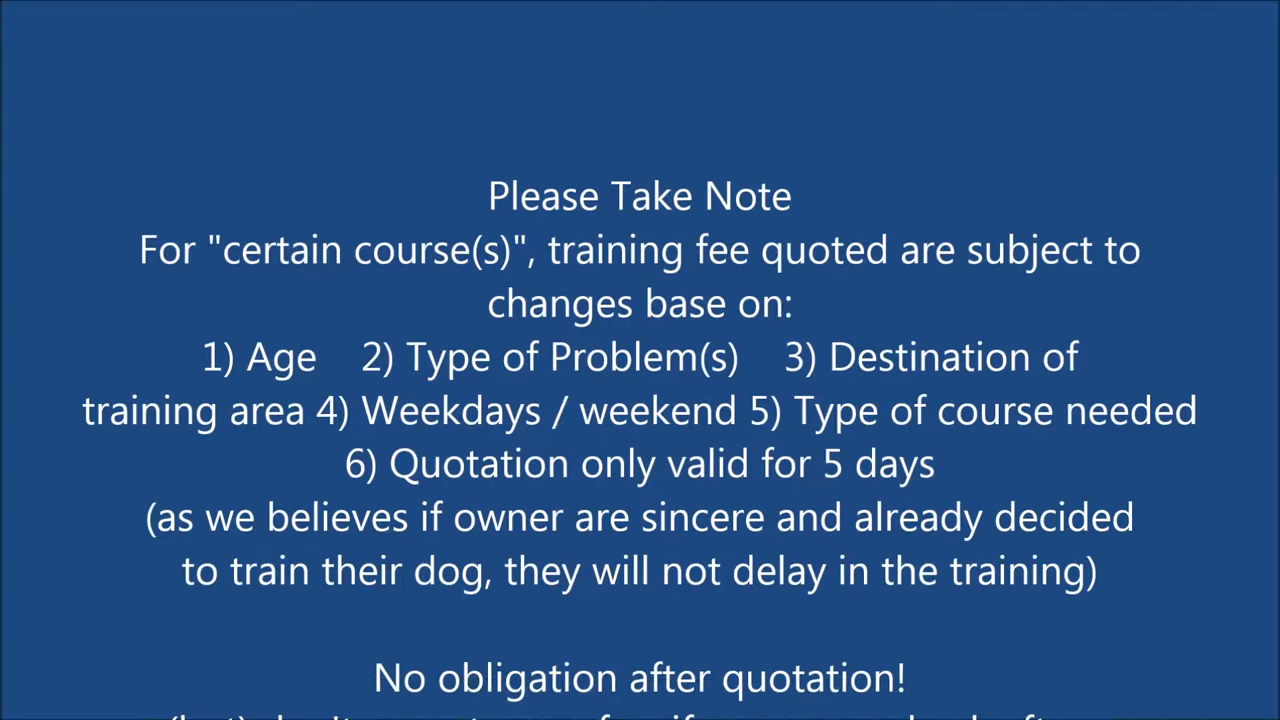 Please Take Note
For "certain course(s)", training fee quoted are subject to
changes base on:
1) Age 2) Type of Problem(s) 3) Destination of
training area 4) Weekdays / weekend 5) Type of course needed
6) Quotation only valid for 5 days
(as we believes if owner are sincere and already decided
to train their dog, they will not delay in the training)
No obligation after quotation!